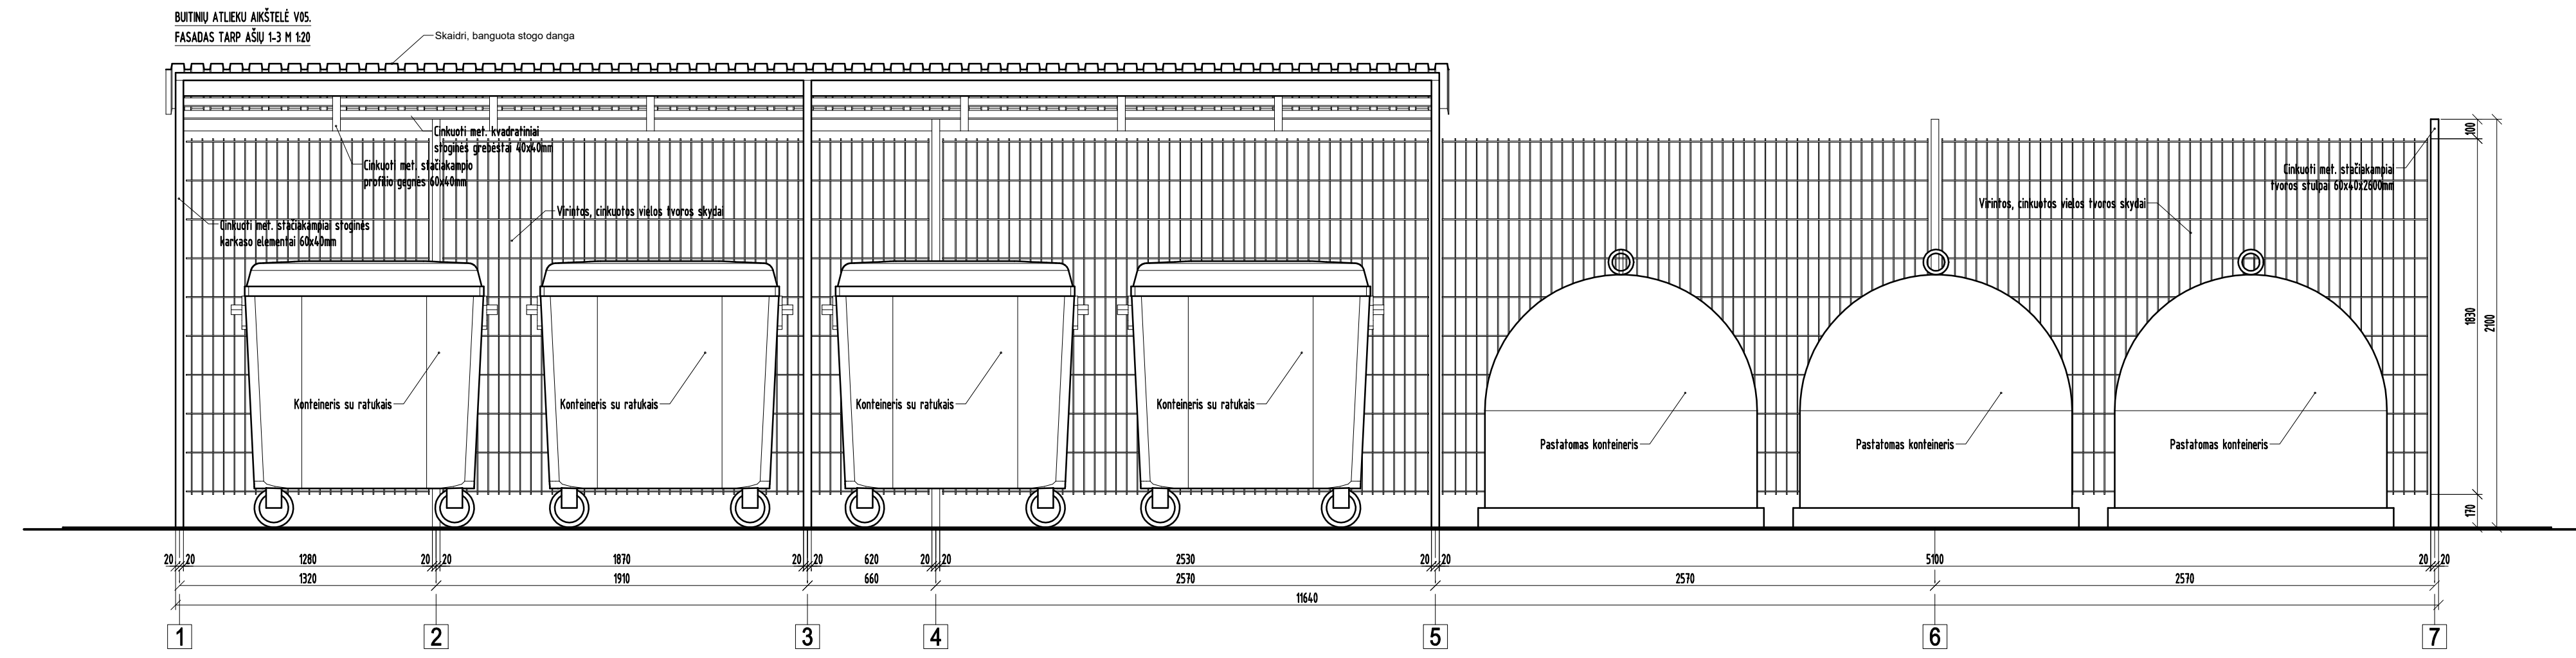 BUITINIŲ ATLIEKU AIKŠTELĖ V05.
FASADAS TARP AŠIŲ 1-3 M 1:20
Skaidri, banguota stogo danga
Cinkuoti met. kvadratiniai
stoginės grebėstai 40x40mm
Cinkuoti met. stačiakampio
profilio gegnės 60x40mm
Cinkuoti met. stačiakampiai stoginės
karkaso elementai 60x40mm
Virintos, cinkuotos vielos tvoros skydai
Cinkuoti met. stačiakampiai
tvoros stulpai 60x40x2600mm
Virintos, cinkuotos vielos tvoros skydai
Konteineris su ratukais
Konteineris su ratukais
Konteineris su ratukais
Konteineris su ratukais
Pastatomas konteineris
Pastatomas konteineris
Pastatomas konteineris
100
1830
2100
170
20 20 1280 20 20 1870 20 20 620 20 20 2530 20 20 5100 20 20
1320 1910 660 2570 2570 2570
11640
1 2 3 4 5 6 7